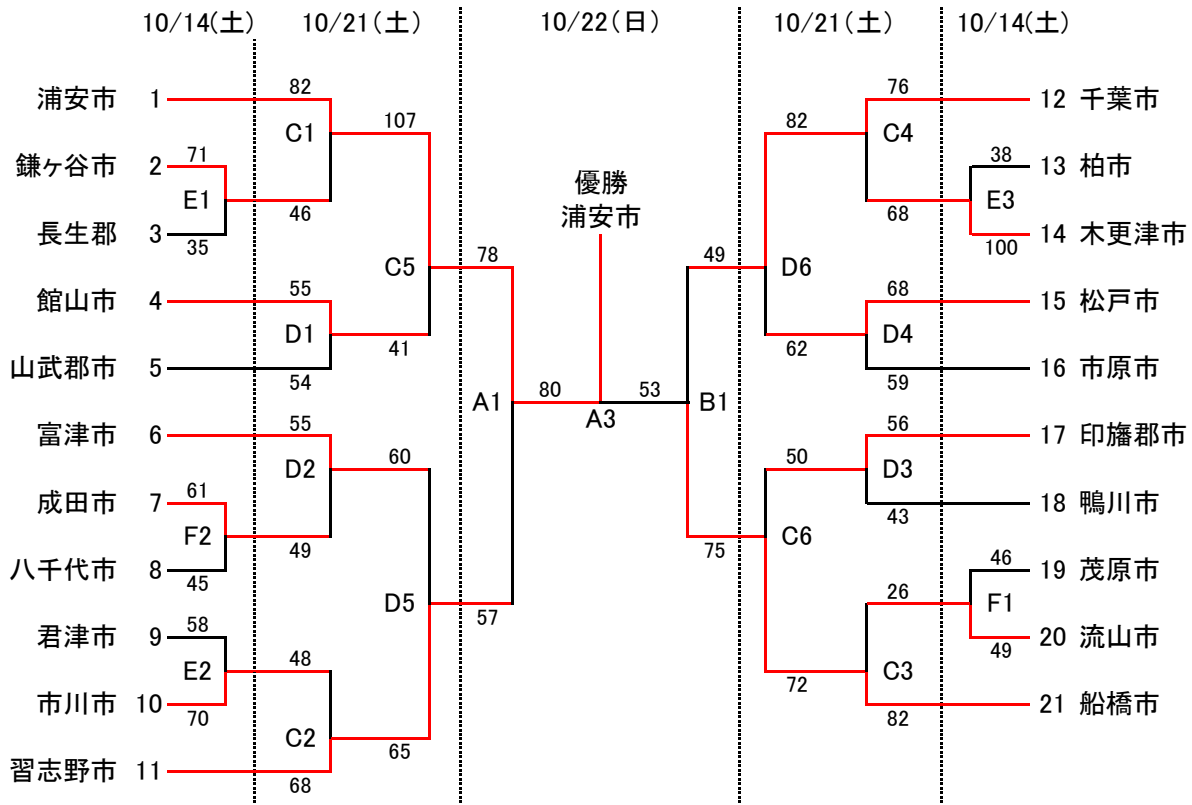 10/14(土) 10/21(土) 10/22(日) 10/21(土) 10/14(土)
浦安市 1 82 107 82 76 12 千葉市
C1 C4
鎌ヶ谷市 2 71 38 13 柏市
E1 優勝 E3
46 浦安市 68
長生郡 3 35 100 14 木更津市
C5 78 49 D6
館山市 4 55 68 15 松戸市
D1 41 62 D4
山武郡市 5 54 59 16 市原市
A1 80 A3 53 B1
富津市 6 55 60 50 56 17 印旛郡市
D2 D3
成田市 7 61 43 18 鴨川市
F2 49 75 C6
八千代市 8 45 46 19 茂原市
D5 57 26 F1
君津市 9 58 49 20 流山市
E2 48 72 C3
市川市 10 70 82 21 船橋市
C2 65
習志野市 11 68